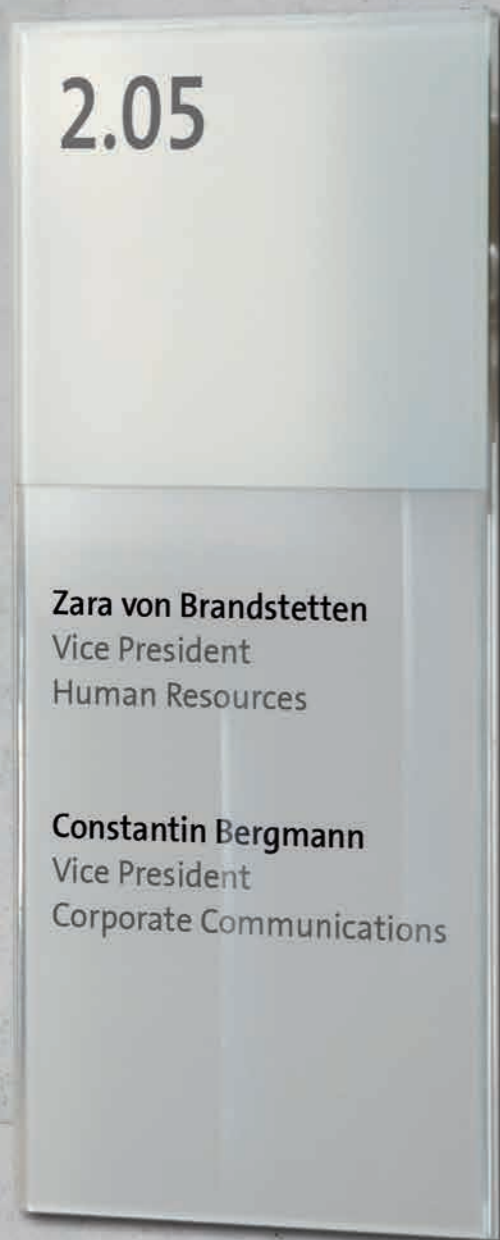 2.05
Zara von Brandstetten
Vice President
Human Resources
Constantin Bergmann
Vice President
Corporate Communications